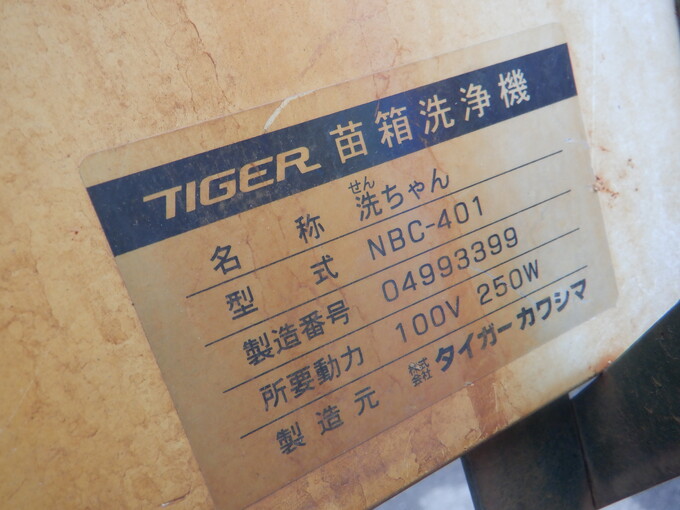 TIGER 苗箱洗浄機
名称 洗ちゃん
せん
型式 NBC-401
製造番号 04993399
所要動力 100V 250W
製造元 株式会社 タイガーカワシマ